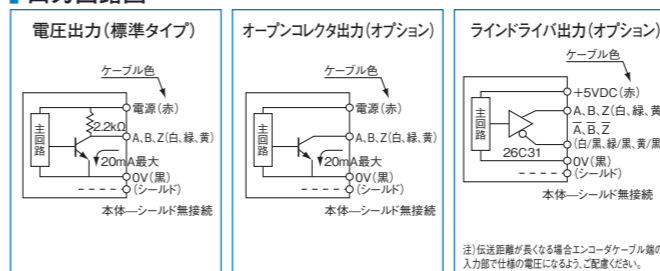 電圧出力(標準タイプ)
ケーブル色
主回路
2.2kΩ
電源(赤)
A、B、Z(白、緑、黄)
20mA最大
0V(黒)
(シールド)
本体―シールド無接続
オープンコレクタ出力(オプション)
ケーブル色
主回路
電源(赤)
A、B、Z(白、緑、黄)
20mA最大
0V(黒)
(シールド)
本体―シールド無接続
ラインドライバ出力(オプション)
ケーブル色
主回路
26C31
+5VDC(赤)
A、B、Z(白、緑、黄
A、B、Z
(白/黒、緑/黒、黄/黒
0V(黒)
(シールド)
本体―シールド無接続
注)伝送距離が長くなる場合エンコーダケーブル端の
入力部で仕様の電圧になるよう、ご配慮ください。